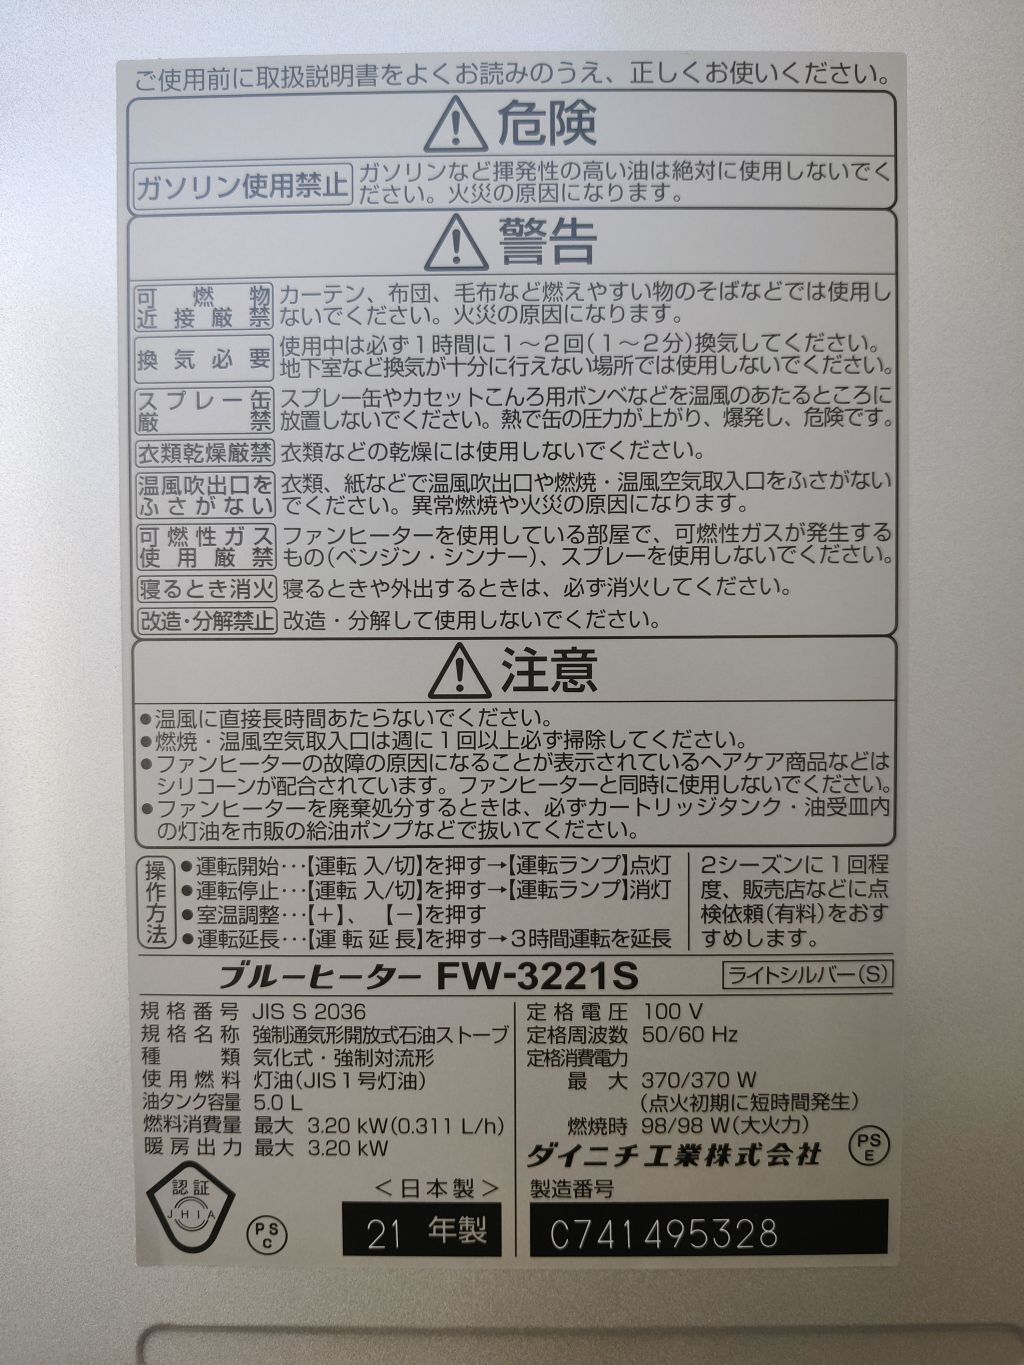 ご使用前に取扱説明書をよくお読みのうえ、正しくお使いください。
危険
ガソリン使用禁止
ガソリンなど揮発性の高い油は絶対に使用しないでく
ださい。火災の原因になります。
警告
可燃物
近接厳禁
カーテン、布団、毛布など燃えやすい物のそばなどでは使用し
ないでください。火災の原因になります。
換気必要
使用中は必ず1時間に1〜2回(1〜2分)換気してください。
地下室など換気が十分に行えない場所では使用しないでください。
スプレー缶
厳禁
スプレー缶やカセットこんろ用ボンベなどを温風のあたるところに
放置しないでください。熱で缶の圧力が上がり、爆発し、危険です。
衣類乾燥厳禁
衣類などの乾燥には使用しないでください。
温風吹出口を
ふさがない
衣類、紙などで温風吹出口や燃焼・温風空気取入口をふさがない
でください。異常燃焼や火災の原因になります。
可燃性ガス
使用厳禁
ファンヒーターを使用している部屋で、可燃性ガスが発生する
もの(ベンジン・シンナー)、スプレーを使用しないでください。
寝るとき消火
寝るときや外出するときは、必ず消火してください。
改造・分解禁止
改造・分解して使用しないでください。
注意
●温風に直接長時間あたらないでください。
●燃焼・温風空気取入口は週に1回以上必ず掃除してください。
●ファンヒーターの故障の原因になることが表示されているヘアケア商品などは
シリコーンが配合されています。ファンヒーターと同時に使用しないでください。
●ファンヒーターを廃棄処分するときは、必ずカートリッジタンク・油受皿内
の灯油を市販の給油ポンプなどで抜いてください。
操作方法
●運転開始…【運転 入/切】を押す→【運転ランプ】点灯
●運転停止…【運転 入/切】を押す→【運転ランプ】消灯
●室温調整…【+】、【−】を押す
●運転延長…【運転延長】を押す→3時間運転を延長
2シーズンに1回程
度、販売店などに点
検依頼(有料)をおす
すめします。
ブルーヒーター FW-3221S
ライトシルバー(S)
規格番号 JIS S 2036
規格名称 強制通気形開放式石油ストーブ
種類 気化式・強制対流形
使用燃料 灯油(JIS1号灯油)
油タンク容量 5.0 L
燃料消費量 最大 3.20 kW(0.311 L/h)
暖房出力 最大 3.20 kW
定格電圧 100 V
定格周波数 50/60 Hz
定格消費電力
最大 370/370 W
(点火初期に短時間発生)
燃焼時 98/98 W(大火力)
ダイニチ工業株式会社
PS
E
認証
JHIA
PS
C
<日本製>
21 年製
製造番号
C741495328